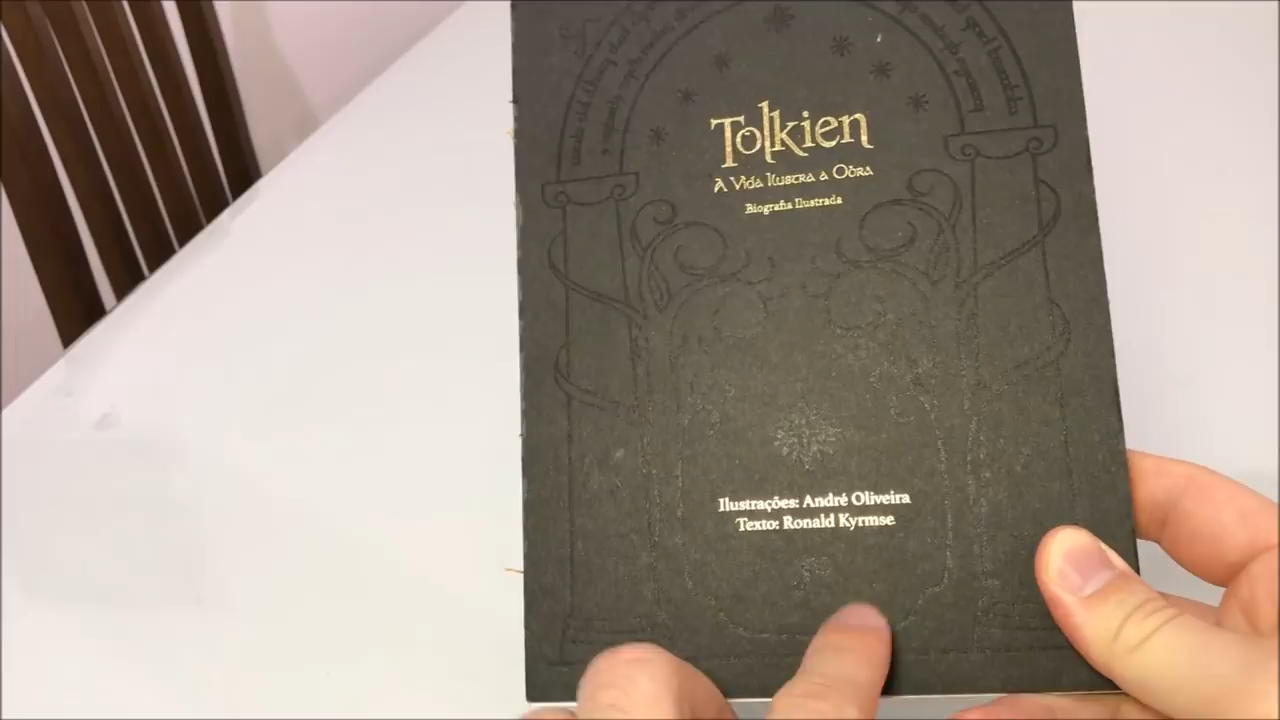 Tolkien
A Vida Ilustra a Obra
Biografia Ilustrada
Ilustrações: André Oliveira
Texto: Ronald Kyrmse